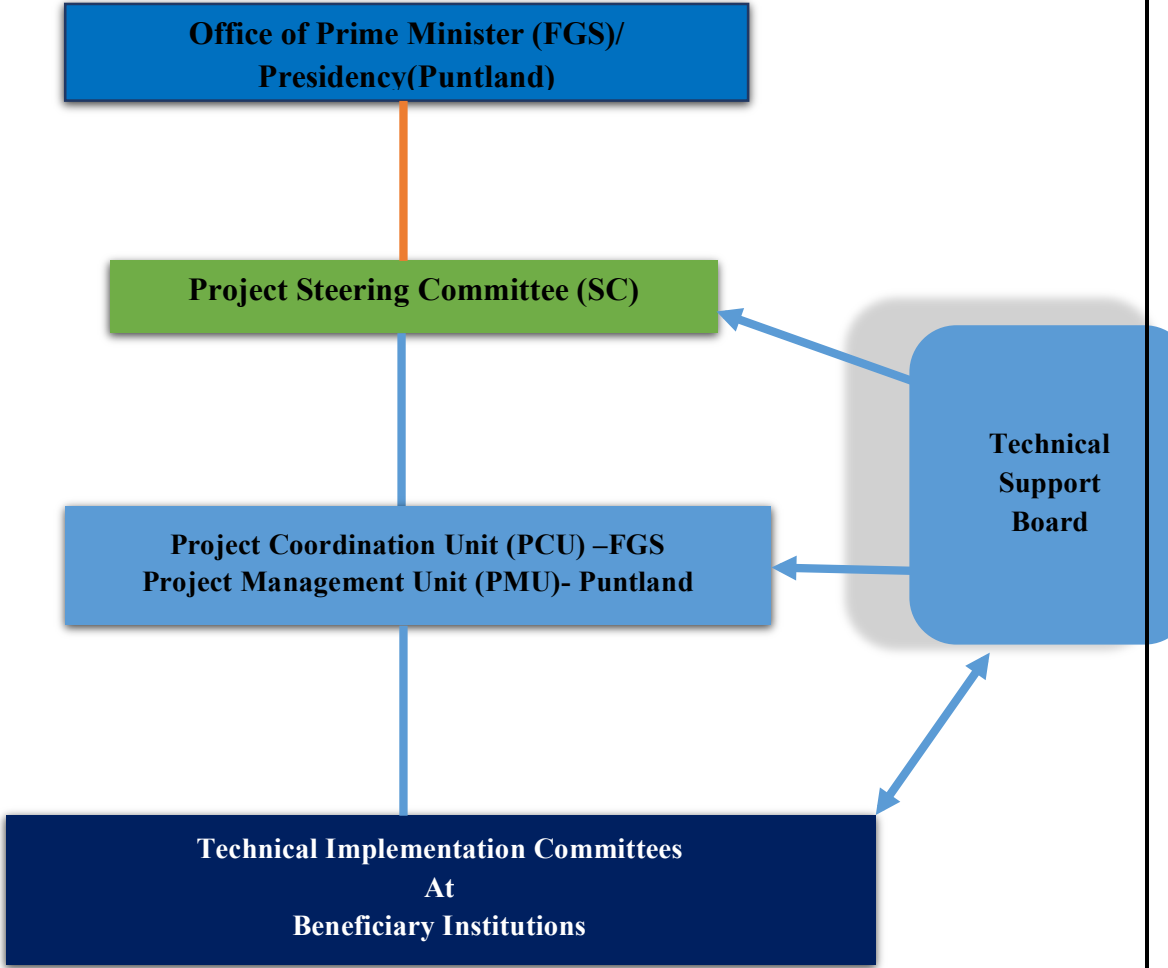 Office of Prime Minister (FGS)/
Presidency(Puntland)
Project Steering Committee (SC)
Technical
Support
Board
Project Coordination Unit (PCU) –FGS
Project Management Unit (PMU)- Puntland
Technical Implementation Committees
At
Beneficiary Institutions